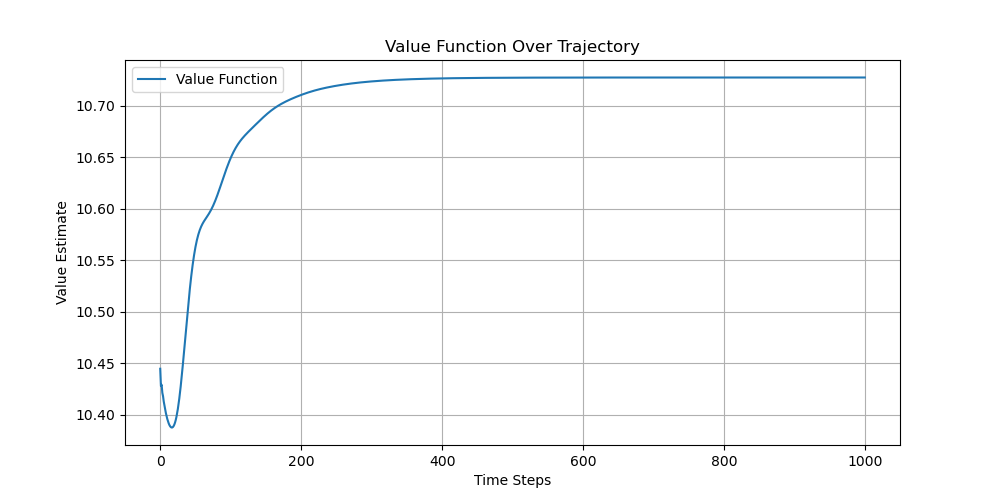 Value Function Over Trajectory
Value Function
Value Estimate
10.70
10.65
10.60
10.55
10.50
10.45
10.40
0 200 400 600 800 1000
Time Steps